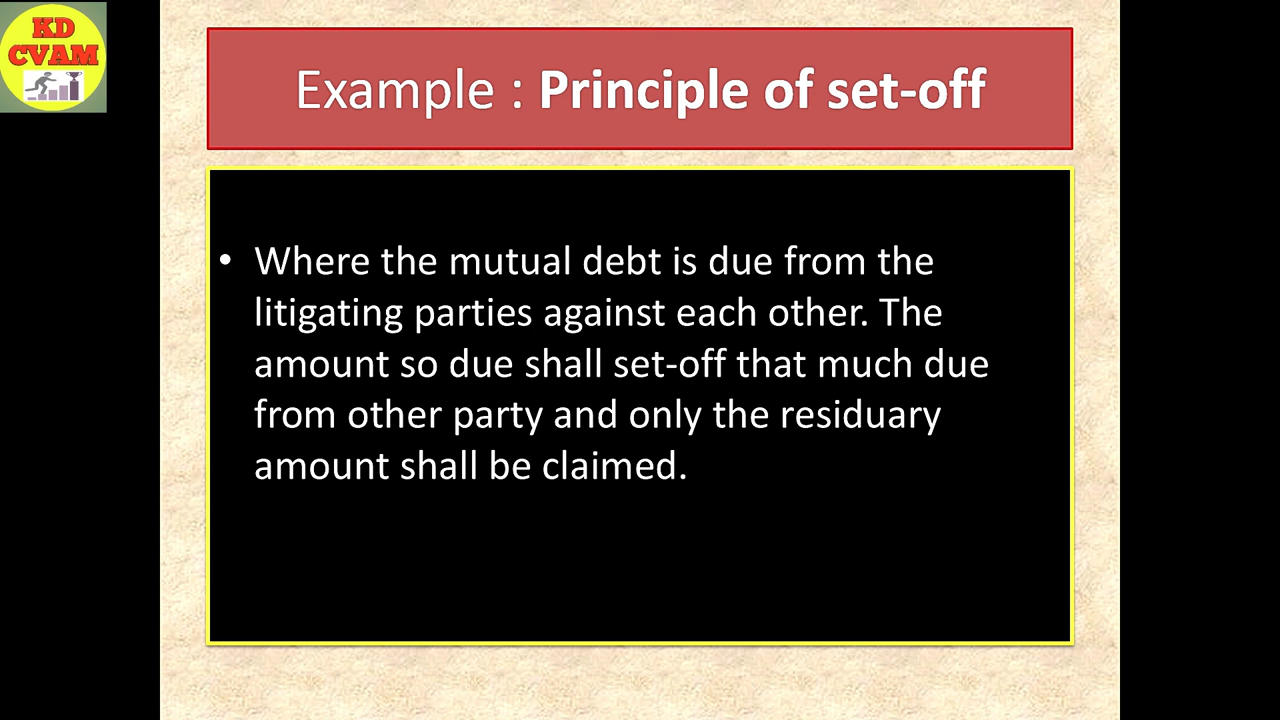 KD
CVAM
Example : Principle of set-off
• Where the mutual debt is due from the
litigating parties against each other. The
amount so due shall set-off that much due
from other party and only the residuary
amount shall be claimed.